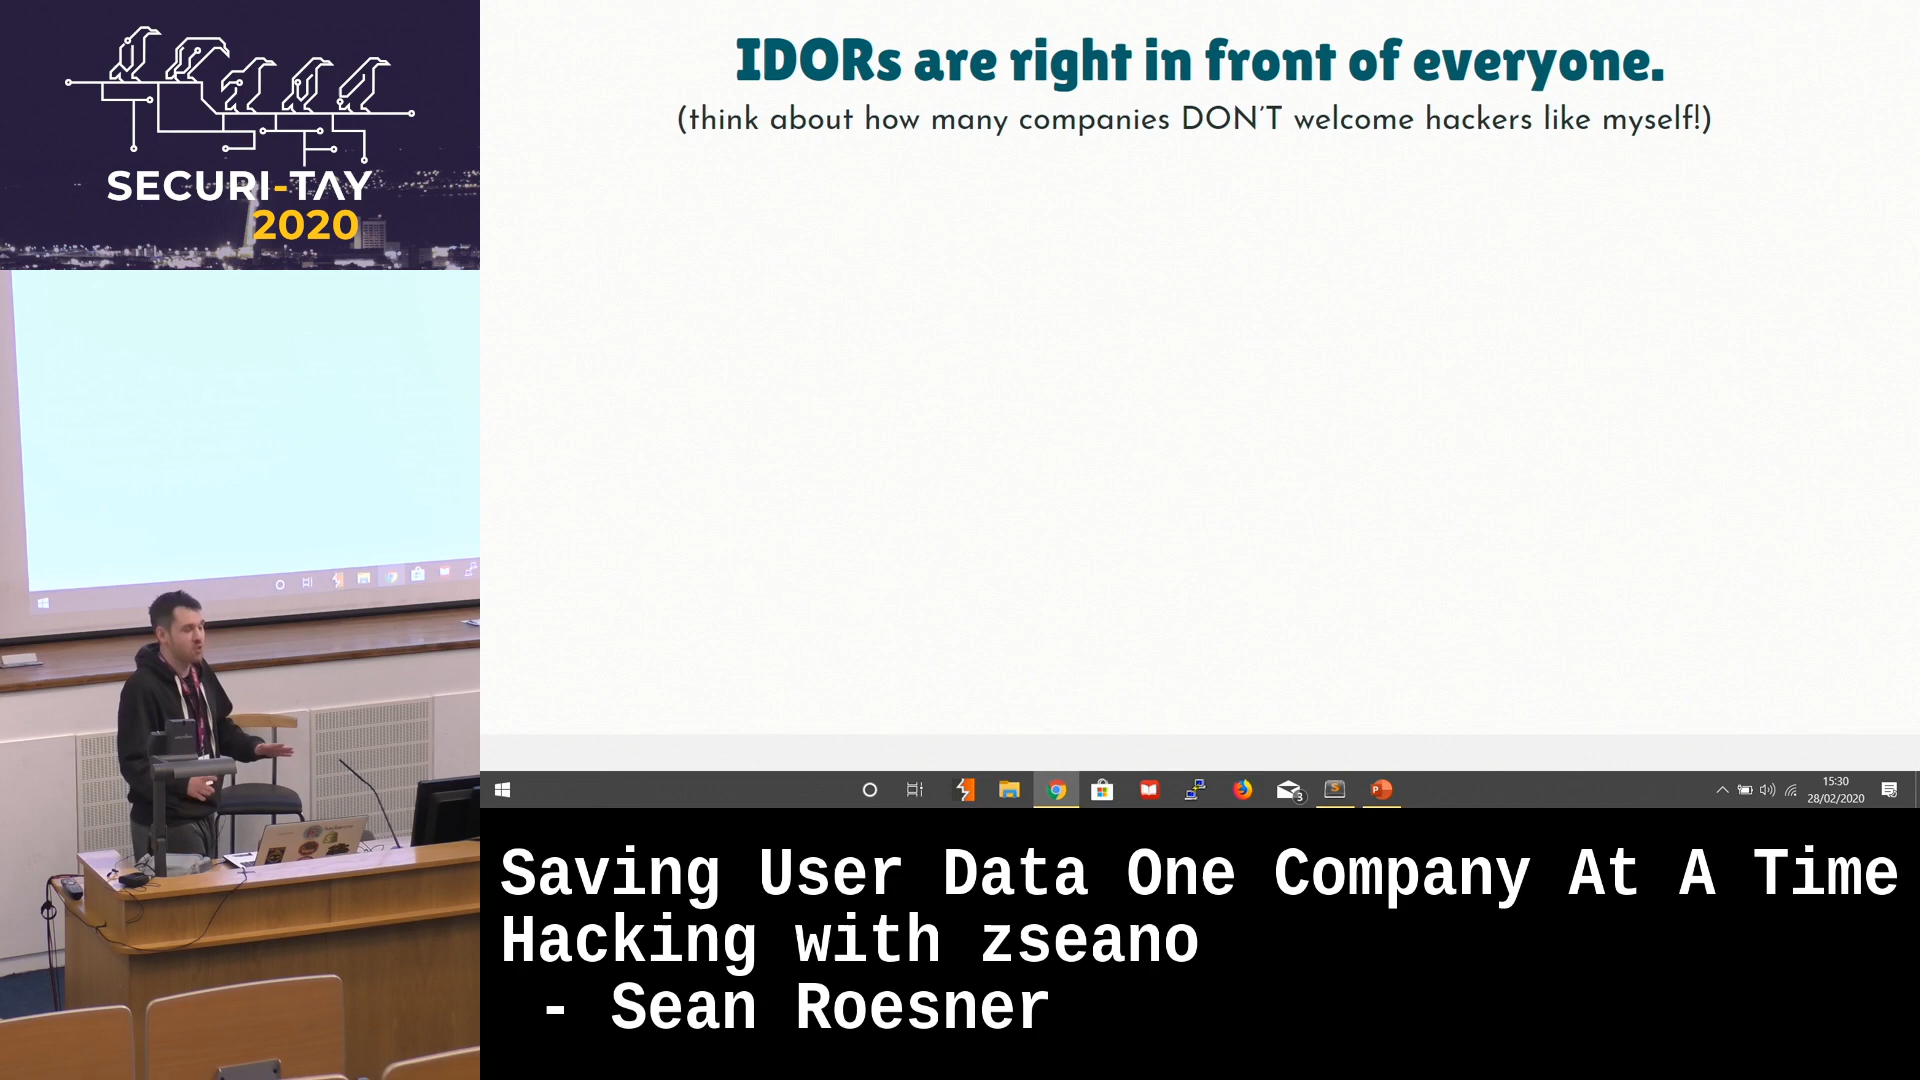 SECURI-TAY
2020
IDORs are right in front of everyone.
(think about how many companies DON'T welcome hackers like myself!)
3
S
P
15:30
28/02/2020
Saving User Data One Company At A Time
Hacking with zseano
- Sean Roesner